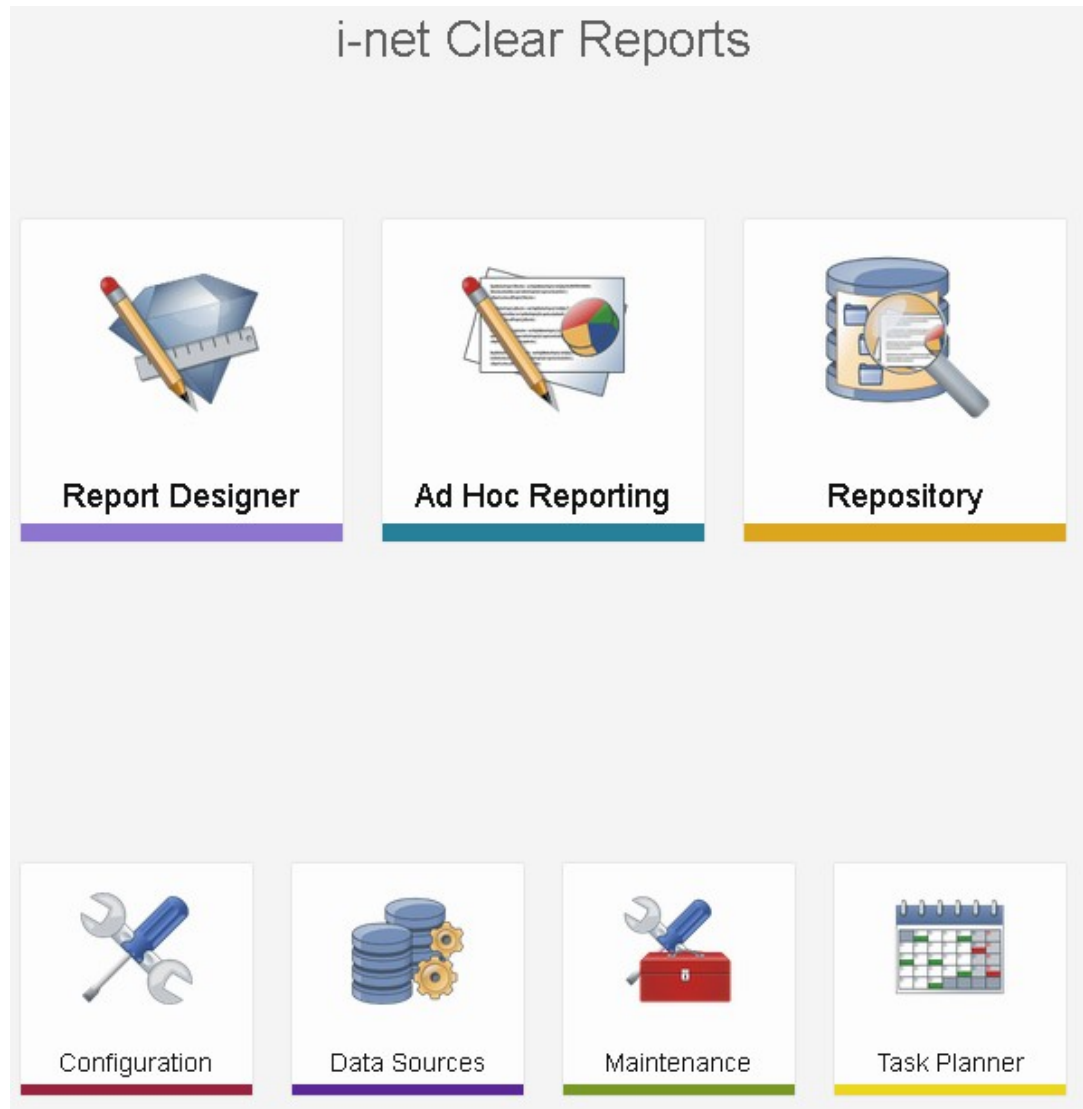 i-net Clear Reports
Report Designer
Ad Hoc Reporting
Repository
Configuration
Data Sources
Maintenance
Task Planner